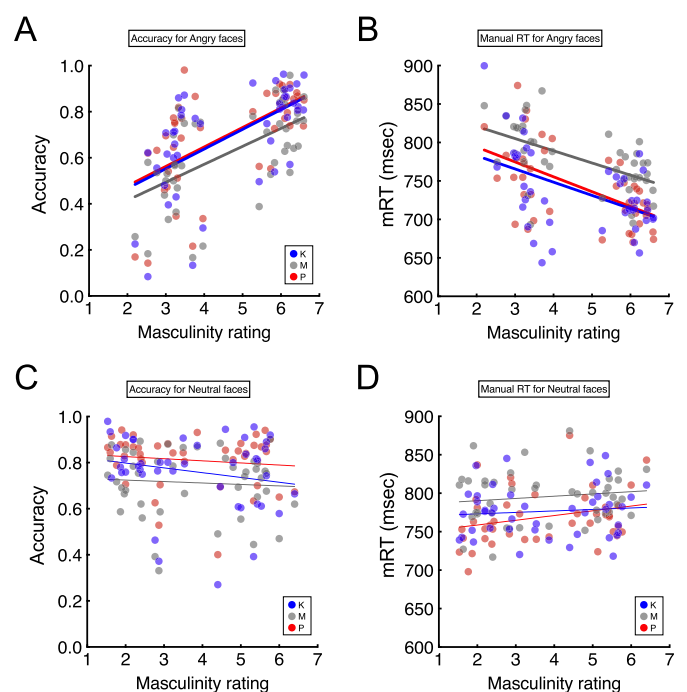 A
Accuracy for Angry faces
1.0
0.8
0.6
0.4
0.2
0.0
Accuracy
1 2 3 4 5 6 7
Masculinity rating
K
M
P
B
Manual RT for Angry faces
900
850
800
750
700
650
600
mRT (msec)
1 2 3 4 5 6 7
Masculinity rating
C
Accuracy for Neutral faces
1.0
0.8
0.6
0.4
0.2
0.0
Accuracy
1 2 3 4 5 6 7
Masculinity rating
K
M
P
D
Manual RT for Neutral faces
900
850
800
750
700
650
600
mRT (msec)
1 2 3 4 5 6 7
Masculinity rating
K
M
P